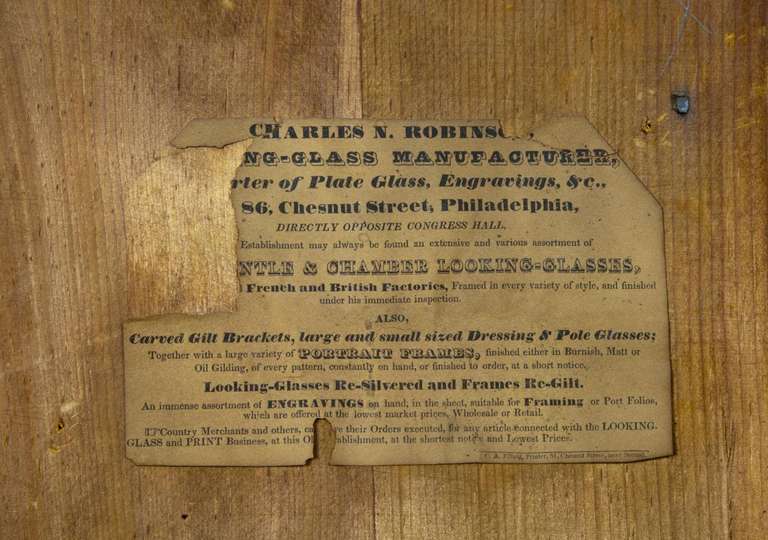 CHARLES N. ROBINSON,
NG-GLASS MANUFACTURER,
rter of Plate Glass, Engravings, &c.,
86, Chesnut Street, Philadelphia,
DIRECTLY OPPOSITE CONGRESS HALL.
Establishment may always be found an extensive and various assortment of
NTLE & CHAMBER LOOKING-GLASSES,
French and British Factories, Framed in every variety of style, and finished
under his immediate inspection.
ALSO,
Carved Gilt Brackets, large and small sized Dressing & Pole Glasses;
Together with a large variety of PORTRAIT FRAMES, finished either in Burnish, Matt or
Oil Gilding, of every pattern, constantly on hand, or finished to order, at a short notice.
Looking-Glasses Re-Silvered and Frames Re-Gilt.
An immense assortment of ENGRAVINGS on hand, in the sheet, suitable for Framing or Port Folios,
which are offered at the lowest market prices, Wholesale or Retail.
☞Country Merchants and others, can have their Orders executed, for any article connected with the LOOKING-
GLASS and PRINT Business, at this Old Establishment, at the shortest notice and Lowest Prices.
Printer, Chesnut Street, near Second